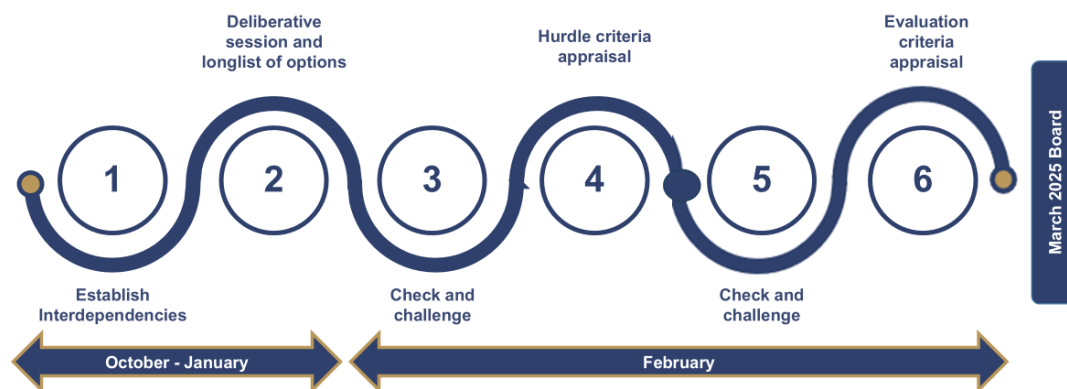 Deliberative
session and
longlist of options
Hurdle criteria
appraisal
Evaluation
criteria
appraisal
1
2
3
4
5
6
March 2025 Board
Establish
Interdependencies
Check and
challenge
Check and
challenge
October - January
February